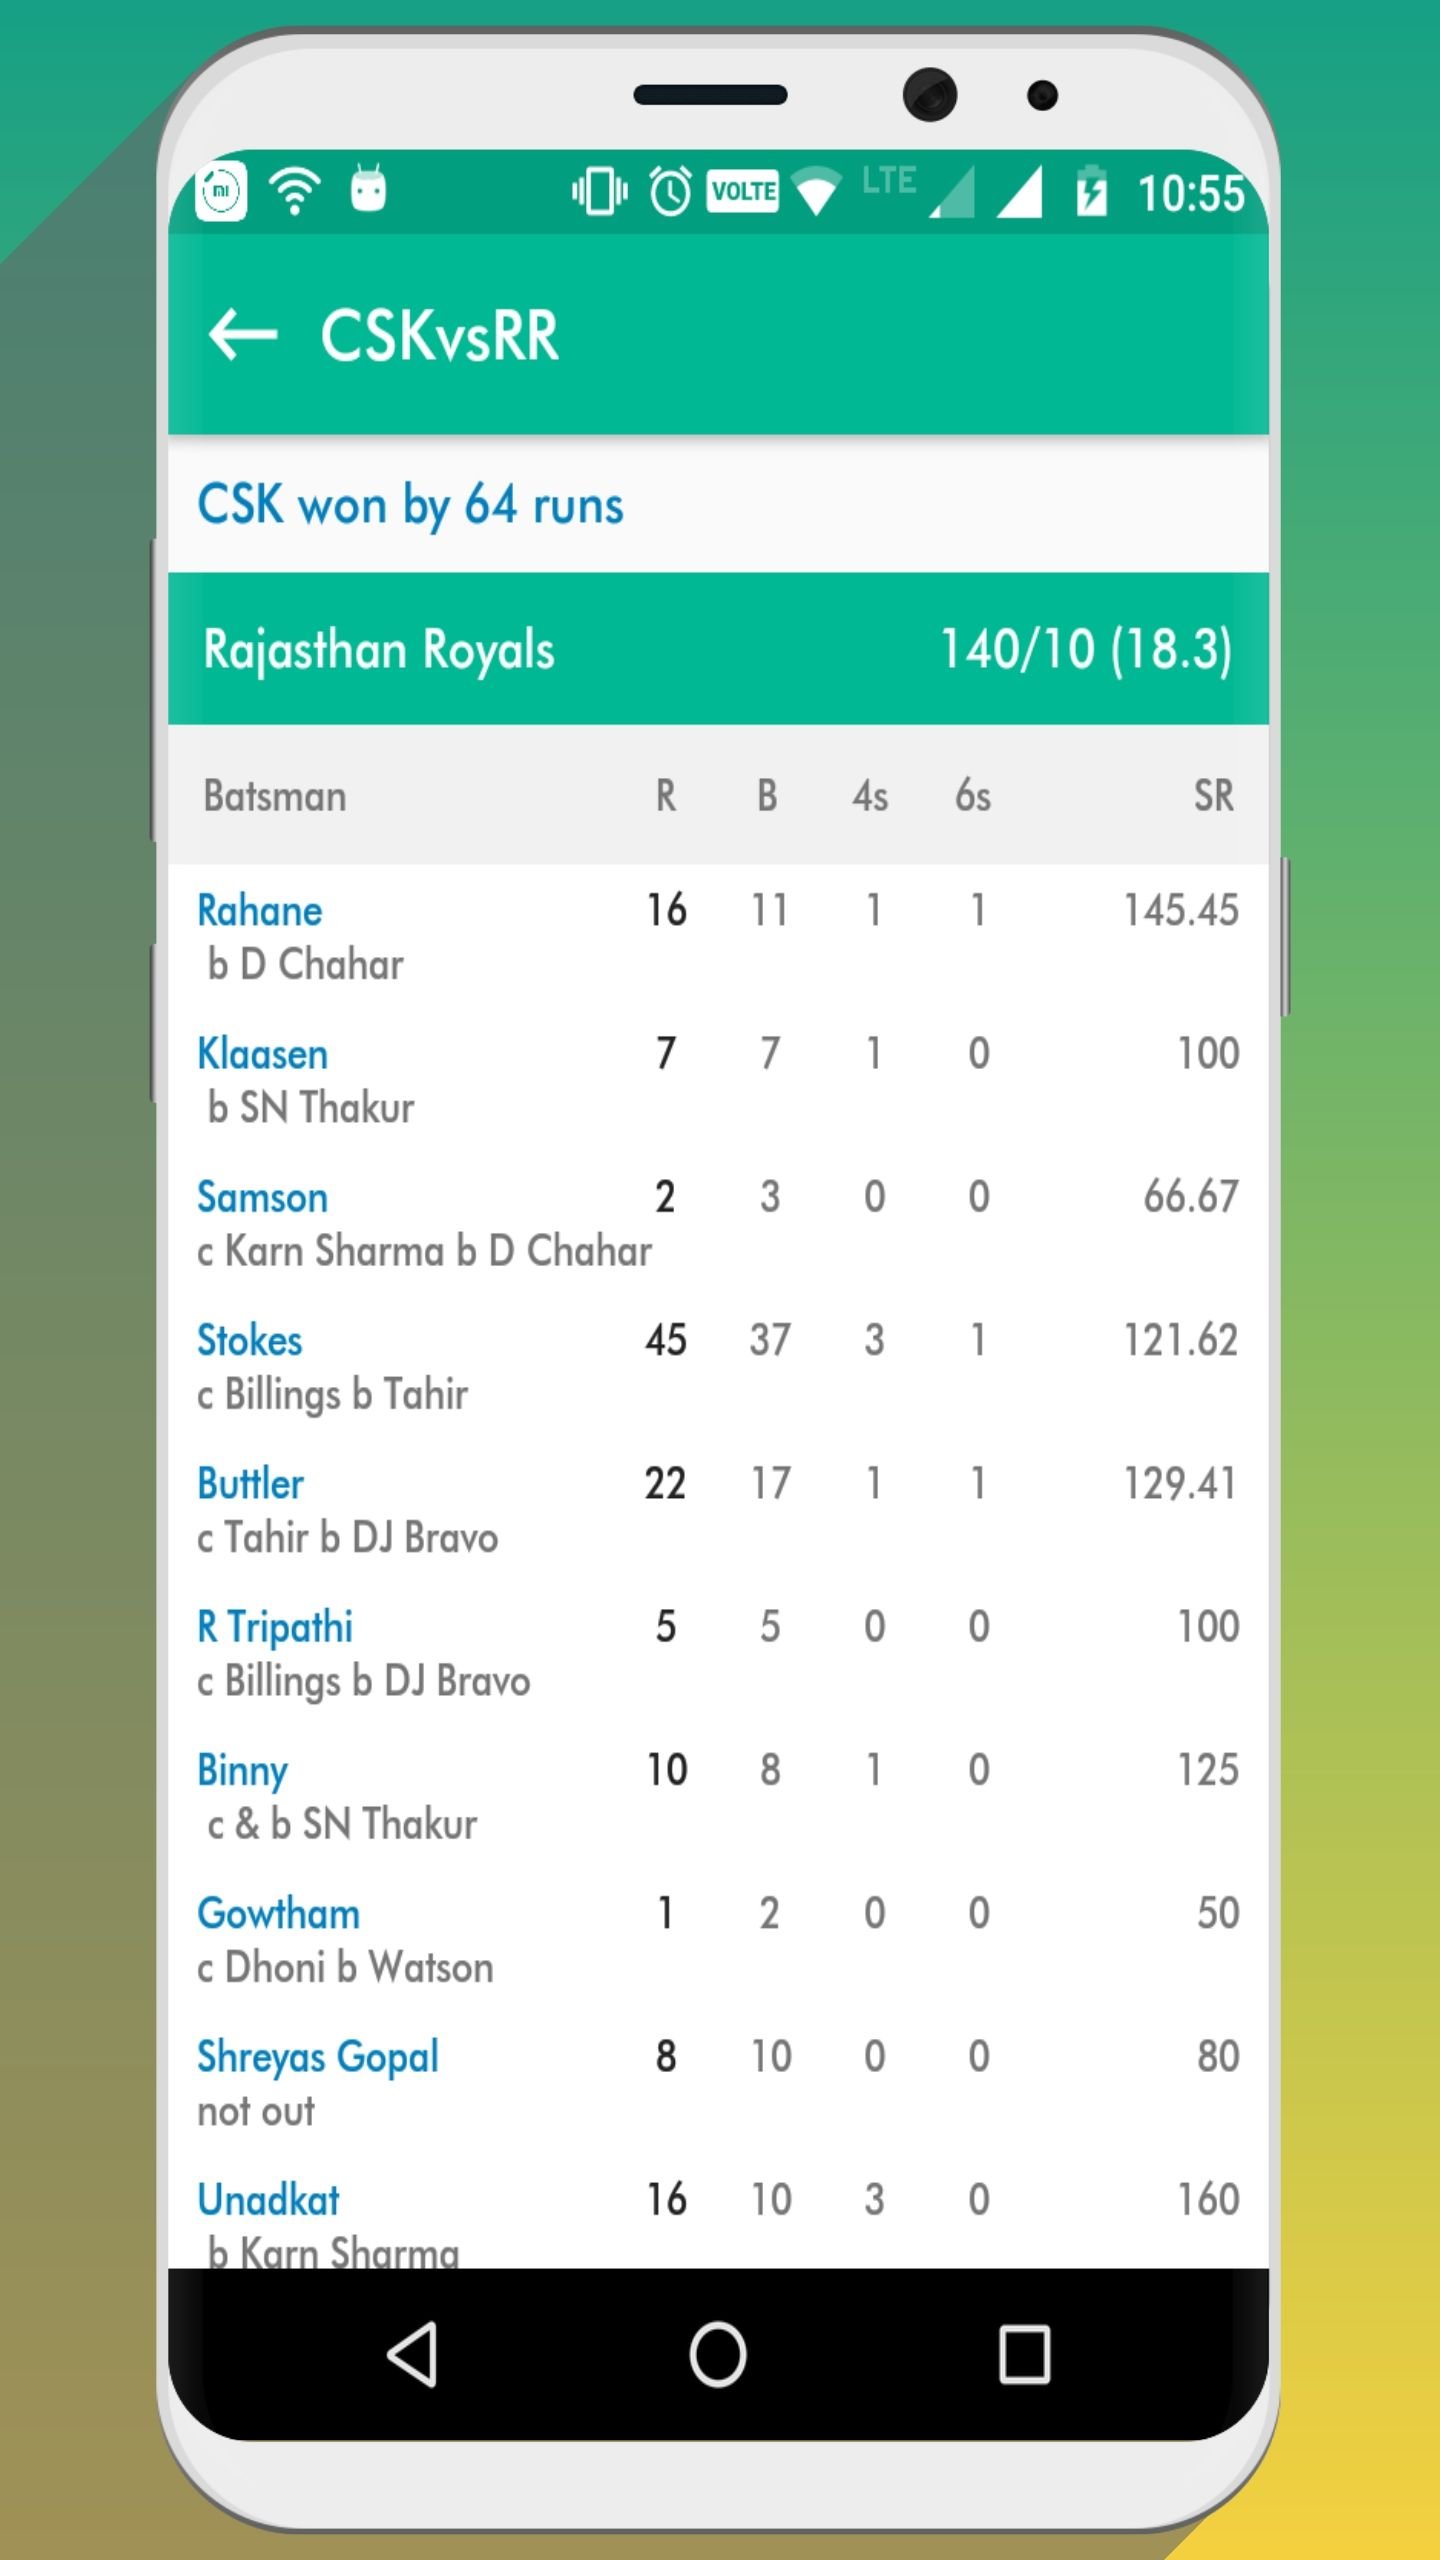 mi VOLTE LTE 10:55
CSKvsRR
CSK won by 64 runs
Rajasthan Royals 140/10 (18.3)
Batsman R B 4s 6s SR
Rahane 16 11 1 1 145.45
b D Chahar
Klaasen 7 7 1 0 100
b SN Thakur
Samson 2 3 0 0 66.67
c Karn Sharma b D Chahar
Stokes 45 37 3 1 121.62
c Billings b Tahir
Buttler 22 17 1 1 129.41
c Tahir b DJ Bravo
R Tripathi 5 5 0 0 100
c Billings b DJ Bravo
Binny 10 8 1 0 125
c & b SN Thakur
Gowtham 1 2 0 0 50
c Dhoni b Watson
Shreyas Gopal 8 10 0 0 80
not out
Unadkat 16 10 3 0 160
b Karn Sharma